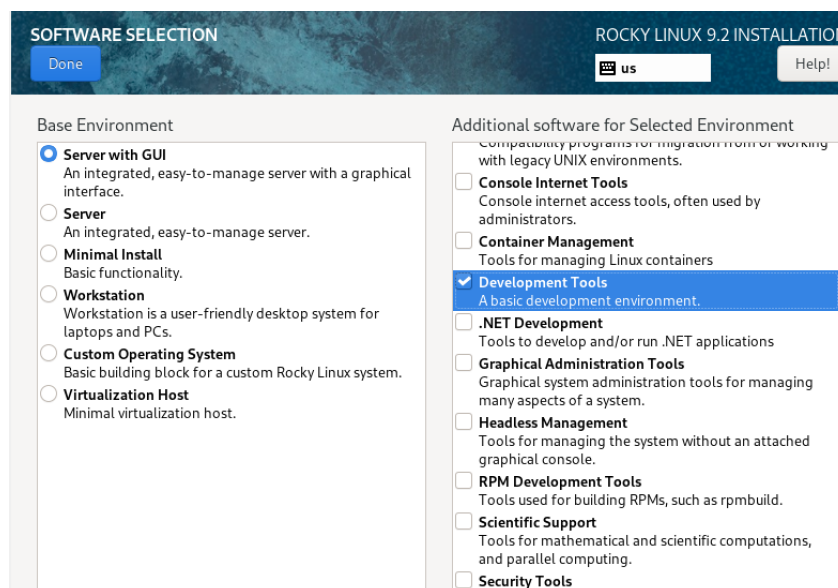 SOFTWARE SELECTION
Done
ROCKY LINUX 9.2 INSTALLATION
us
Help!
Base Environment
Server with GUI
An integrated, easy-to-manage server with a graphical
interface.
Server
An integrated, easy-to-manage server.
Minimal Install
Basic functionality.
Workstation
Workstation is a user-friendly desktop system for
laptops and PCs.
Custom Operating System
Basic building block for a custom Rocky Linux system.
Virtualization Host
Minimal virtualization host.
Additional software for Selected Environment
Compatibility programs for migration from or working
with legacy UNIX environments.
Console Internet Tools
Console internet access tools, often used by
administrators.
Container Management
Tools for managing Linux containers
Development Tools
A basic development environment.
.NET Development
Tools to develop and/or run .NET applications
Graphical Administration Tools
Graphical system administration tools for managing
many aspects of a system.
Headless Management
Tools for managing the system without an attached
graphical console.
RPM Development Tools
Tools used for building RPMs, such as rpmbuild.
Scientific Support
Tools for mathematical and scientific computations,
and parallel computing.
Security Tools